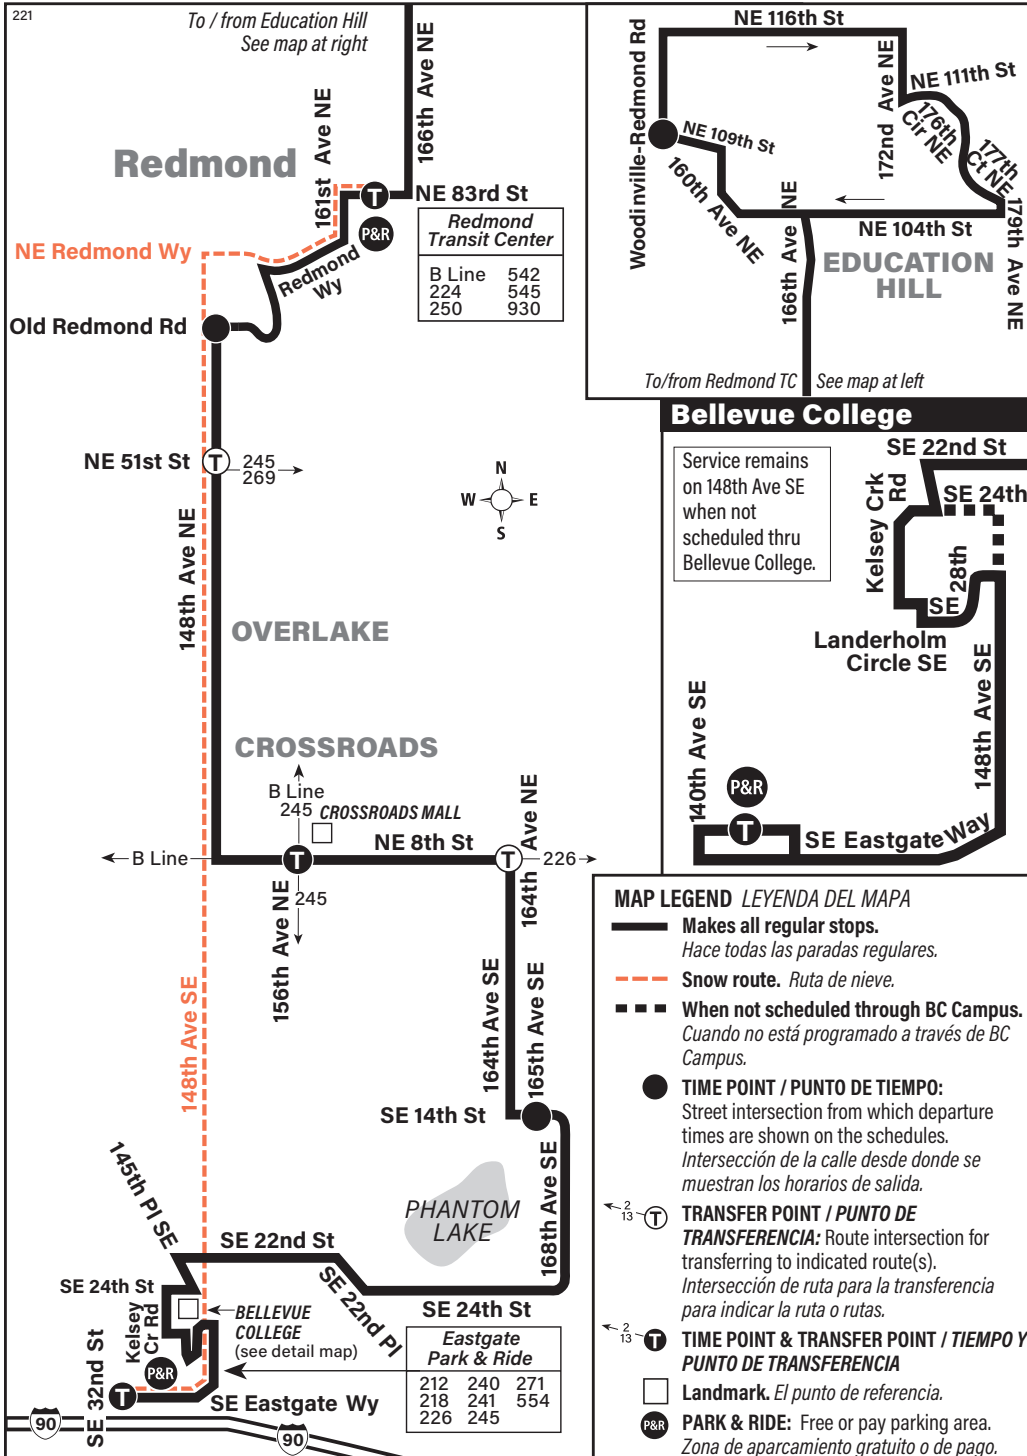 221
To / from Education Hill
See map at right
166th Ave NE
161st Ave NE
Redmond
NE 83rd St
P&R
T
Redmond
Transit Center
B Line 542
224 545
250 930
NE Redmond Wy
Redmond
Wy
Old Redmond Rd
NE 51st St
T
245
269
N
W E
S
148th Ave NE
OVERLAKE
CROSSROADS
B Line
245
CROSSROADS MALL
NE 8th St
B Line
T
245
156th Ave NE
T
226
164th Ave NE
148th Ave SE
164th Ave SE
165th Ave SE
SE 14th St
PHANTOM
LAKE
168th Ave SE
145th Pl SE
SE 22nd St
SE 22nd Pl
SE 24th St
SE 24th St
Kelsey
Cr Rd
BELLEVUE
COLLEGE
(see detail map)
Eastgate
Park & Ride
212 240 271
218 241 554
226 245
SE 32nd St
P&R
T
SE Eastgate Wy
90
90
NE 116th St
Woodinville-Redmond Rd
172nd Ave NE
NE 111th St
176th
Cir NE
177th
Ct NE
179th Ave NE
NE 109th St
160th Ave NE
NE 104th St
166th Ave NE
EDUCATION
HILL
To/from Redmond TC
See map at left
Bellevue College
Service remains
on 148th Ave SE
when not
scheduled thru
Bellevue College.
SE 22nd St
SE 24th
Kelsey Crk
Rd
SE 28th
Landerholm
Circle SE
148th Ave SE
140th Ave SE
P&R
T
SE Eastgate Way
MAP LEGEND LEYENDA DEL MAPA
Makes all regular stops.
Hace todas las paradas regulares.
Snow route. Ruta de nieve.
When not scheduled through BC Campus.
Cuando no está programado a través de BC
Campus.
TIME POINT / PUNTO DE TIEMPO:
Street intersection from which departure
times are shown on the schedules.
Intersección de la calle desde donde se
muestran los horarios de salida.
2
13
T
TRANSFER POINT / PUNTO DE
TRANSFERENCIA: Route intersection for
transferring to indicated route(s).
Intersección de ruta para la transferencia
para indicar la ruta o rutas.
2
13
T
TIME POINT & TRANSFER POINT / TIEMPO Y
PUNTO DE TRANSFERENCIA
Landmark. El punto de referencia.
P&R
PARK & RIDE: Free or pay parking area.
Zona de aparcamiento gratuito o de pago.